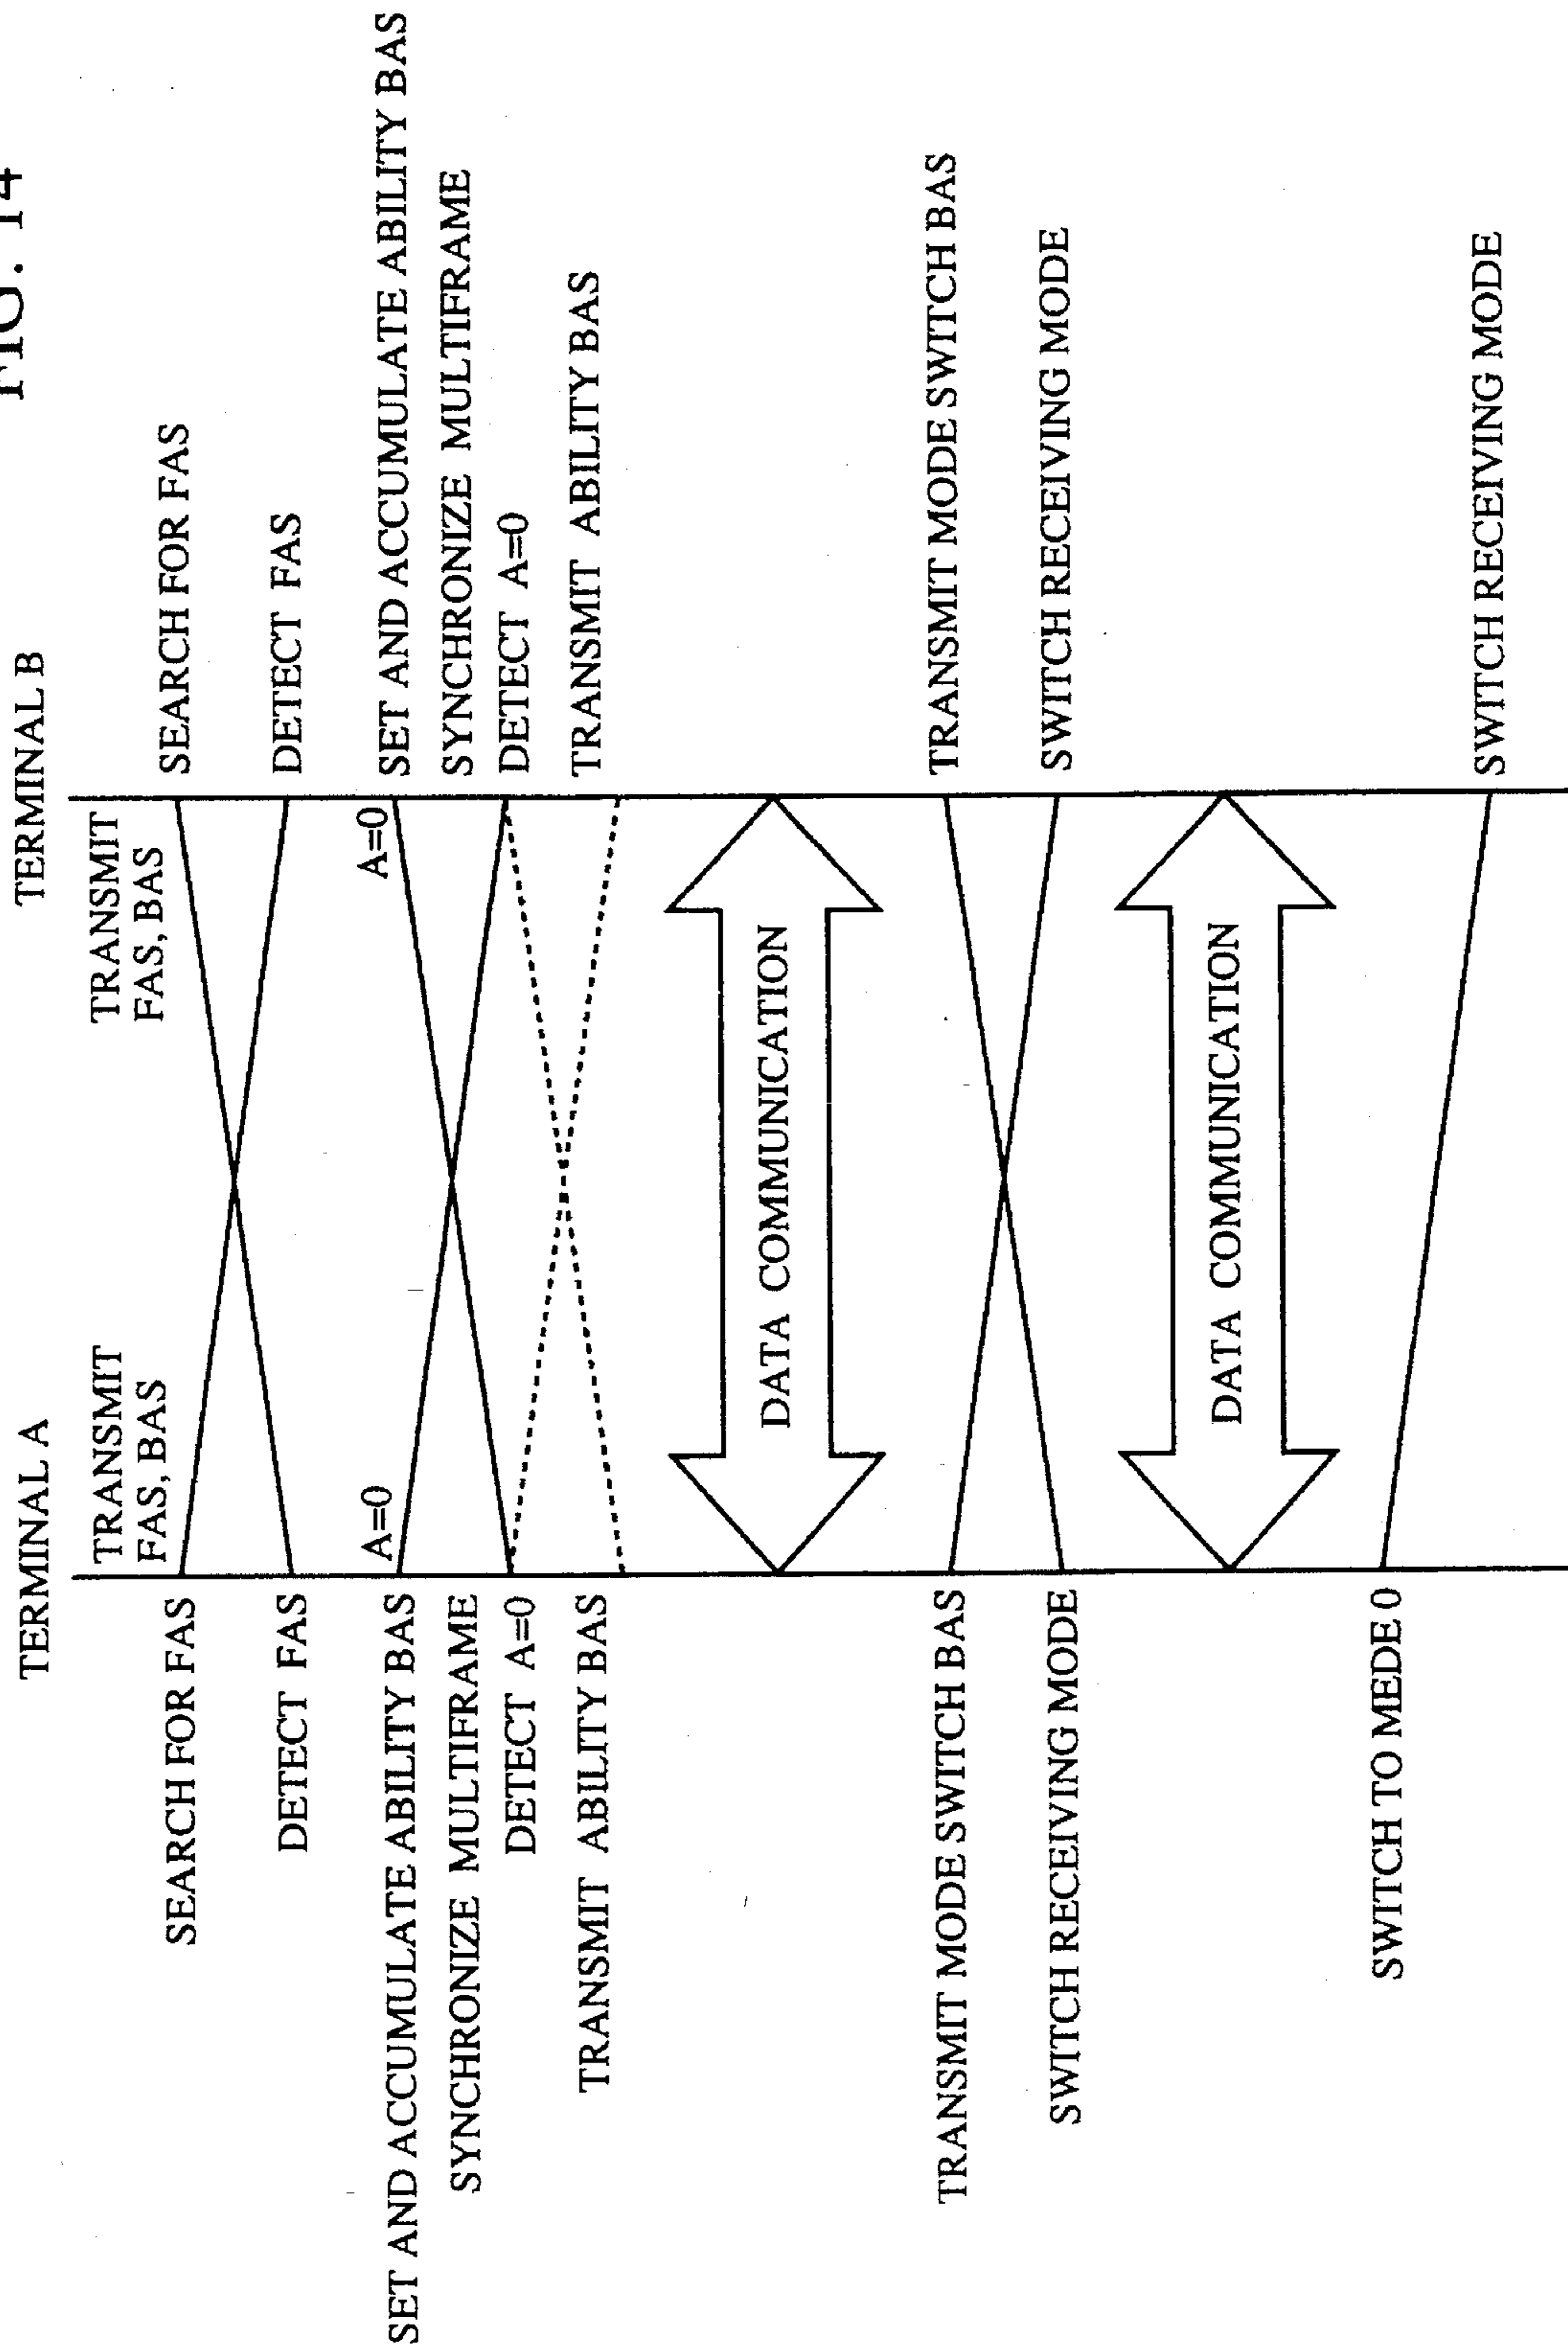 FIG. 14
TERMINAL A
TERMINAL B
TRANSMIT
FAS, BAS
TRANSMIT
FAS, BAS
SEARCH FOR FAS
SEARCH FOR FAS
DETECT FAS
DETECT FAS
A=0
A=0
SET AND ACCUMULATE ABILITY BAS
SET AND ACCUMULATE ABILITY BAS
SYNCHRONIZE MULTIFRAME
SYNCHRONIZE MULTIFRAME
DETECT A=0
DETECT A=0
TRANSMIT ABILITY BAS
TRANSMIT ABILITY BAS
DATA COMMUNICATION
TRANSMIT MODE SWITCH BAS
TRANSMIT MODE SWITCH BAS
SWITCH RECEIVING MODE
SWITCH RECEIVING MODE
DATA COMMUNICATION
SWITCH TO MEDE 0
SWITCH RECEIVING MODE